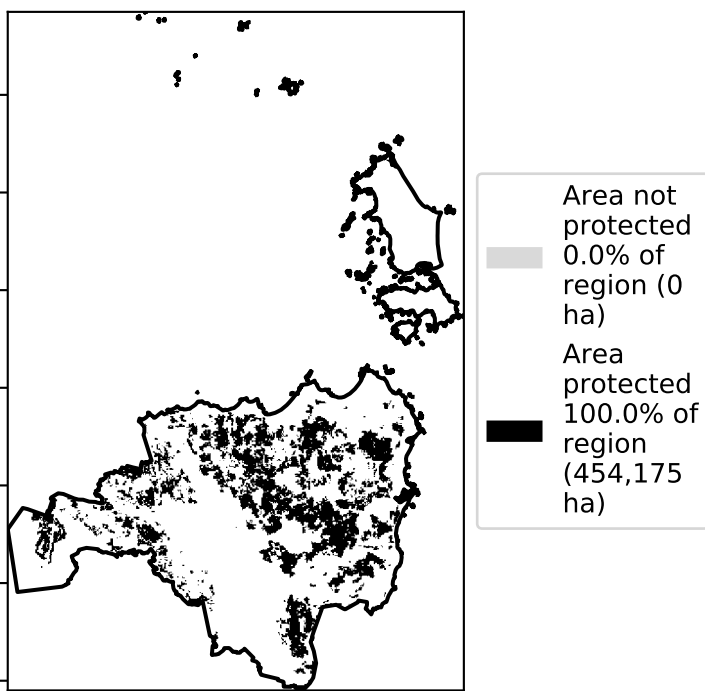 Area not
protected
0.0% of
region (0
ha)
Area
protected
100.0% of
region
(454,175
ha)